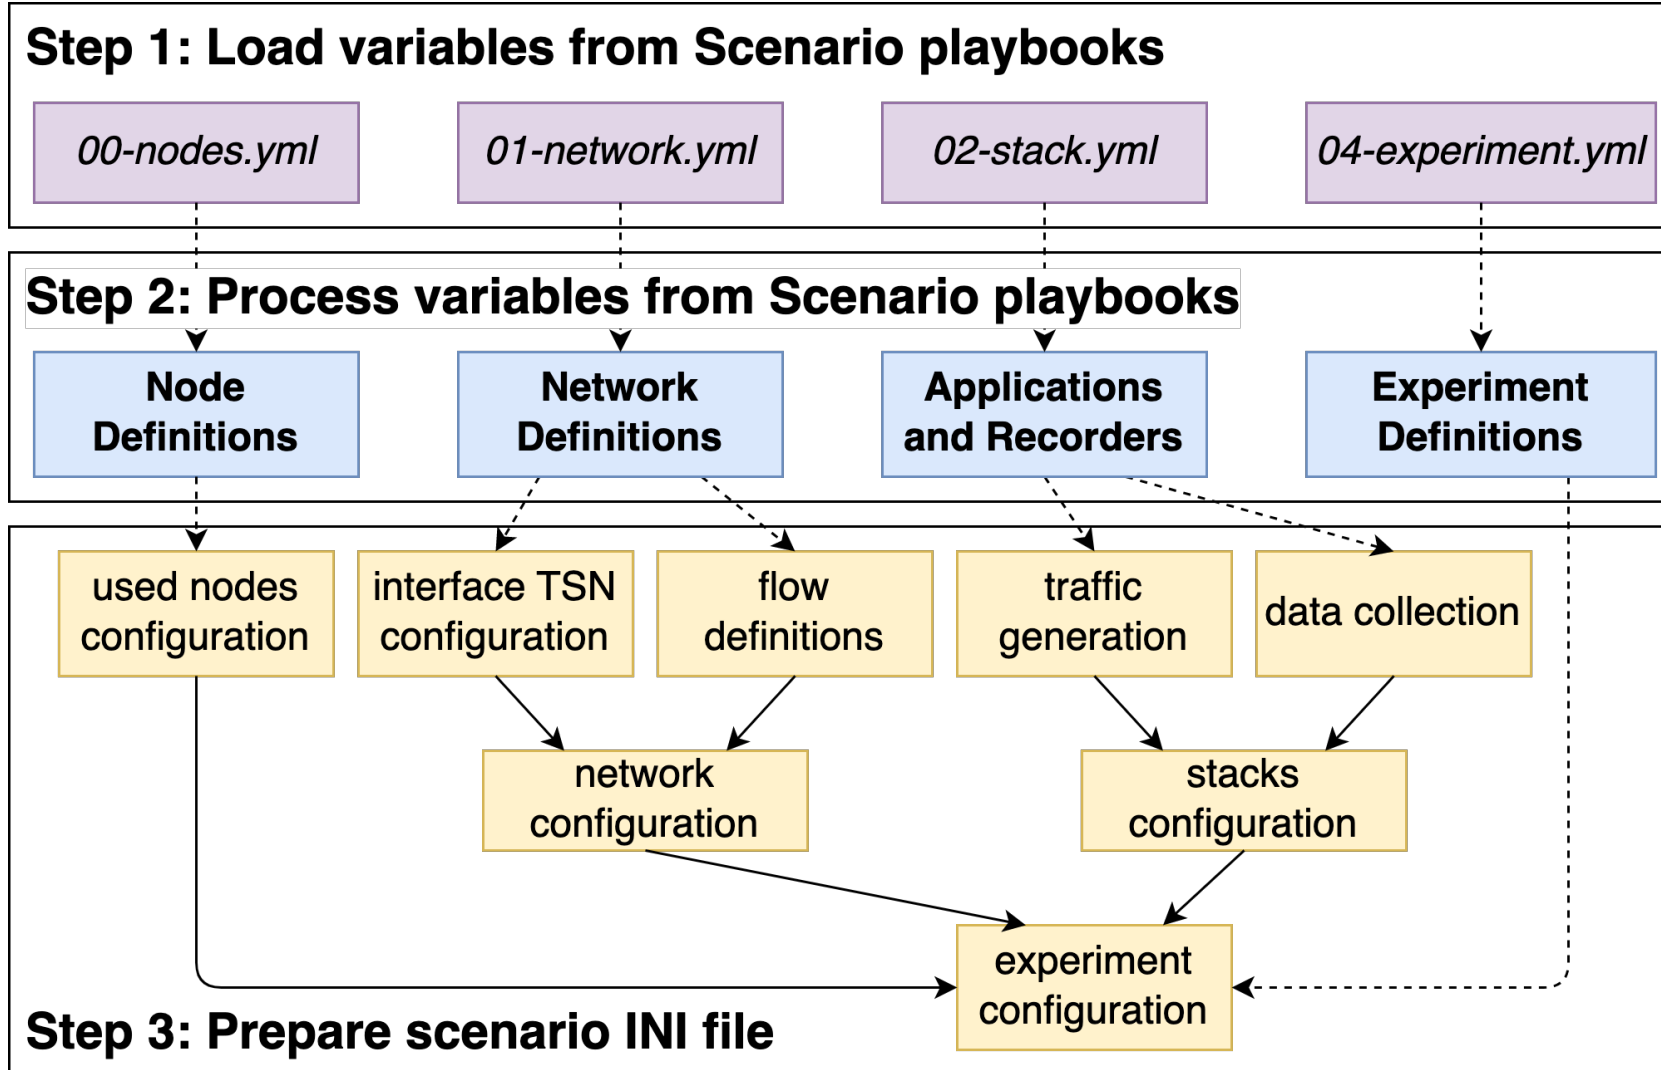 Step 1: Load variables from Scenario playbooks
00-nodes.yml
01-network.yml
02-stack.yml
04-experiment.yml
Step 2: Process variables from Scenario playbooks
Node
Definitions
Network
Definitions
Applications
and Recorders
Experiment
Definitions
used nodes
configuration
interface TSN
configuration
flow
definitions
traffic
generation
data collection
network
configuration
stacks
configuration
experiment
configuration
Step 3: Prepare scenario INI file